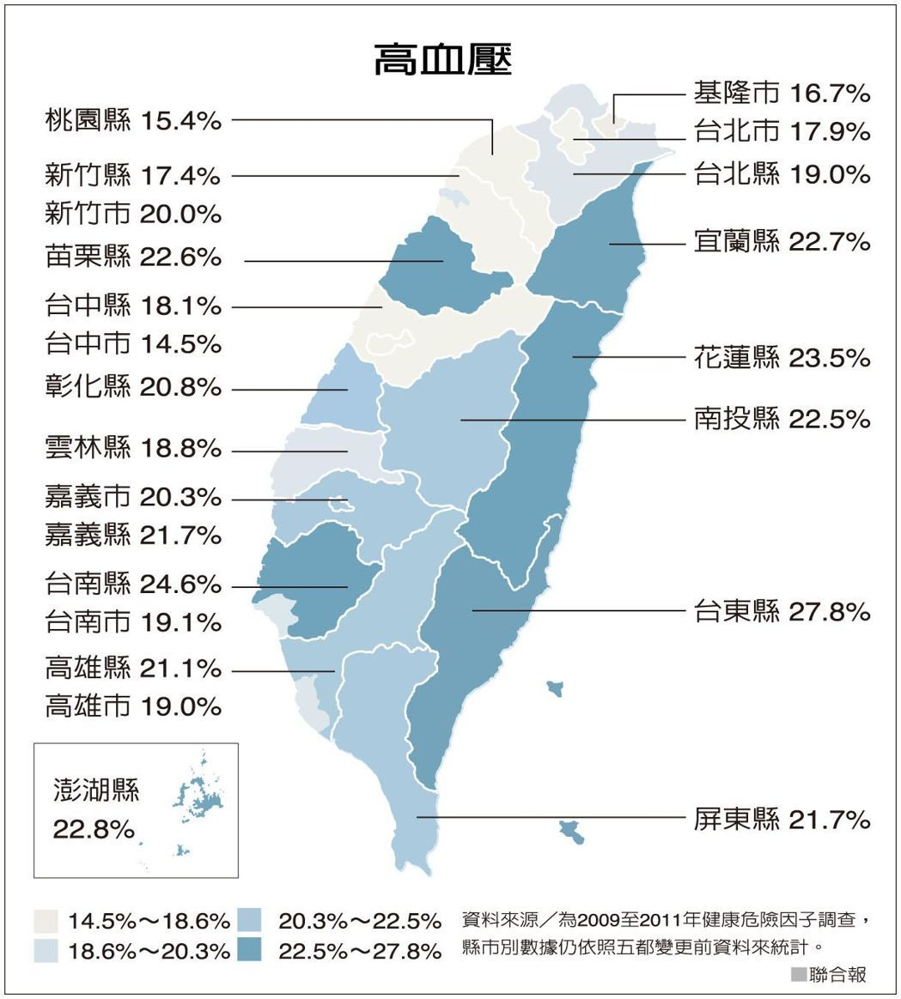 高血壓
桃園縣 15.4%
新竹縣 17.4%
新竹市 20.0%
苗栗縣 22.6%
台中縣 18.1%
台中市 14.5%
彰化縣 20.8%
雲林縣 18.8%
嘉義市 20.3%
嘉義縣 21.7%
台南縣 24.6%
台南市 19.1%
高雄縣 21.1%
高雄市 19.0%
基隆市 16.7%
台北市 17.9%
台北縣 19.0%
宜蘭縣 22.7%
花蓮縣 23.5%
南投縣 22.5%
台東縣 27.8%
屏東縣 21.7%
澎湖縣
22.8%
14.5%～18.6%
18.6%～20.3%
20.3%～22.5%
22.5%～27.8%
資料來源／為2009至2011年健康危險因子調查，
縣市別數據仍依照五都變更前資料來統計。
聯合報